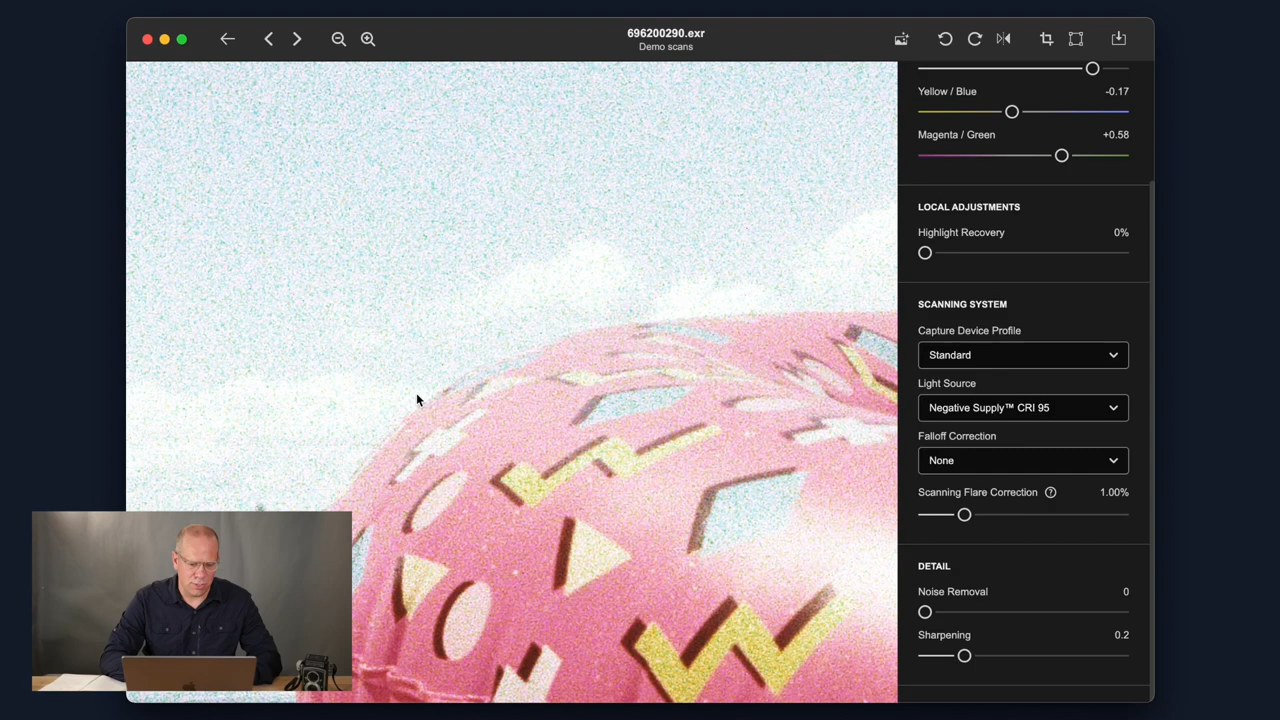 696200290.exr
Demo scans
Yellow / Blue
-0.17
Magenta / Green
+0.58
LOCAL ADJUSTMENTS
Highlight Recovery
0%
SCANNING SYSTEM
Capture Device Profile
Standard
Light Source
Negative Supply™ CRI 95
Falloff Correction
None
Scanning Flare Correction ?
1.00%
DETAIL
Noise Removal
0
Sharpening
0.2